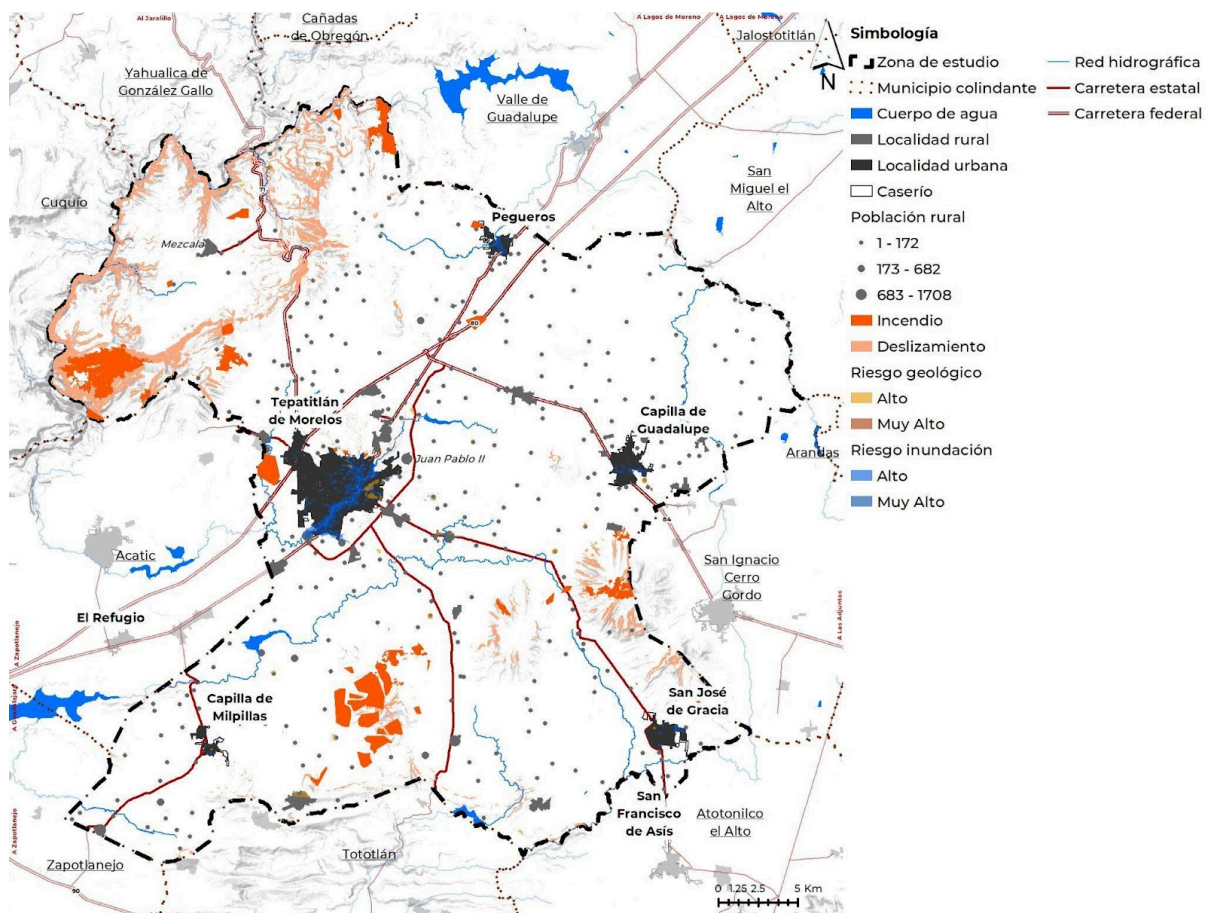 Al Jaralillo
Cañadas
de Obregón
A Lagos de Moreno
A Lagos de Moreno
Jalostotitlán
N
Yahualica de
González Gallo
Valle de
Guadalupe
San
Miguel el
Alto
Cuquío
Mezcala
Pegueros
80
Tepatitlán
de Morelos
Capilla de
Guadalupe
Juan Pablo II
Arandas
84
Acatic
San Ignacio
Cerro
Gordo
El Refugio
A Zapotlanejo
A Las Adjuntas
Capilla de
Milpillas
San José
de Gracia
San
Francisco
de Asís
Atotonilco
el Alto
A Zapotlanejo
Zapotlanejo
Tototlán
90
0 1.25 2.5 5 Km
Simbología
Zona de estudio
Municipio colindante
Cuerpo de agua
Localidad rural
Localidad urbana
Caserío
Población rural
1 - 172
173 - 682
683 - 1708
Incendio
Deslizamiento
Riesgo geológico
Alto
Muy Alto
Riesgo inundación
Alto
Muy Alto
Red hidrográfica
Carretera estatal
Carretera federal